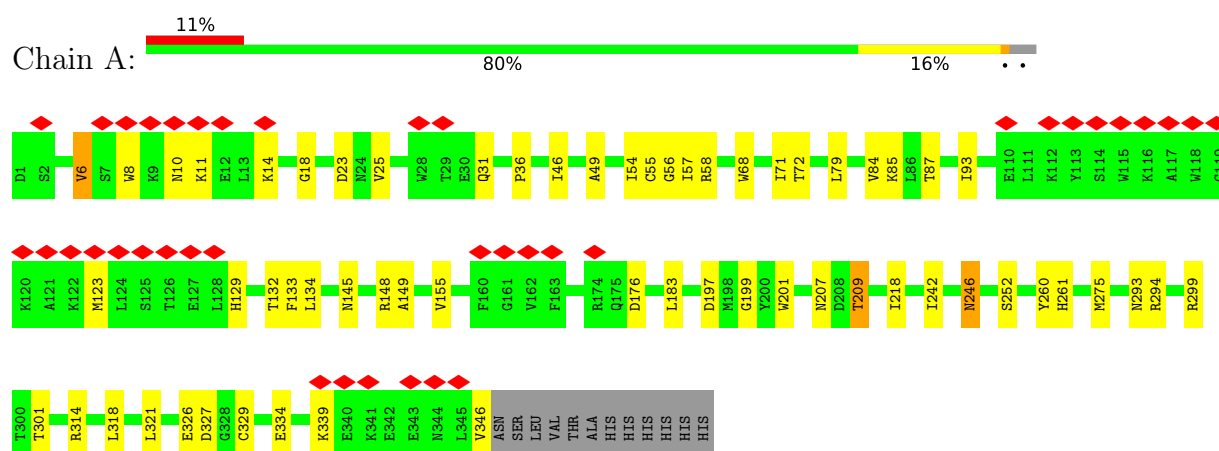 11%
Chain A:
80% 16% • •
D1 S2 V6 S7 W8 K9 N10 K11 E12 L13 K14 G18 D23 N24 V25 W28 T29 E30 Q31 P36 I46 A49 I54 C55 G56 I57 R58 W68 I71 T72 L79 V84 K85 L86 T87 I93 E110 L111 K112 Y113 S114 W115 K116 A117 W118 G119
K120 A121 K122 M123 L124 S125 T126 E127 L128 H129 T132 F133 L134 N145 R148 A149 V155 F160 G161 V162 F163 R174 Q175 D176 L183 D197 M198 G199 Y200 W201 N207 D208 T209 I218 I242 N246 S252 Y260 H261 M275 N293 R294 R299
T300 T301 R314 L318 L321 E326 D327 G328 C329 E334 K339 E340 K341 E342 E343 N344 L345 V346 ASN SER LEU VAL THR ALA HIS HIS HIS HIS HIS HIS